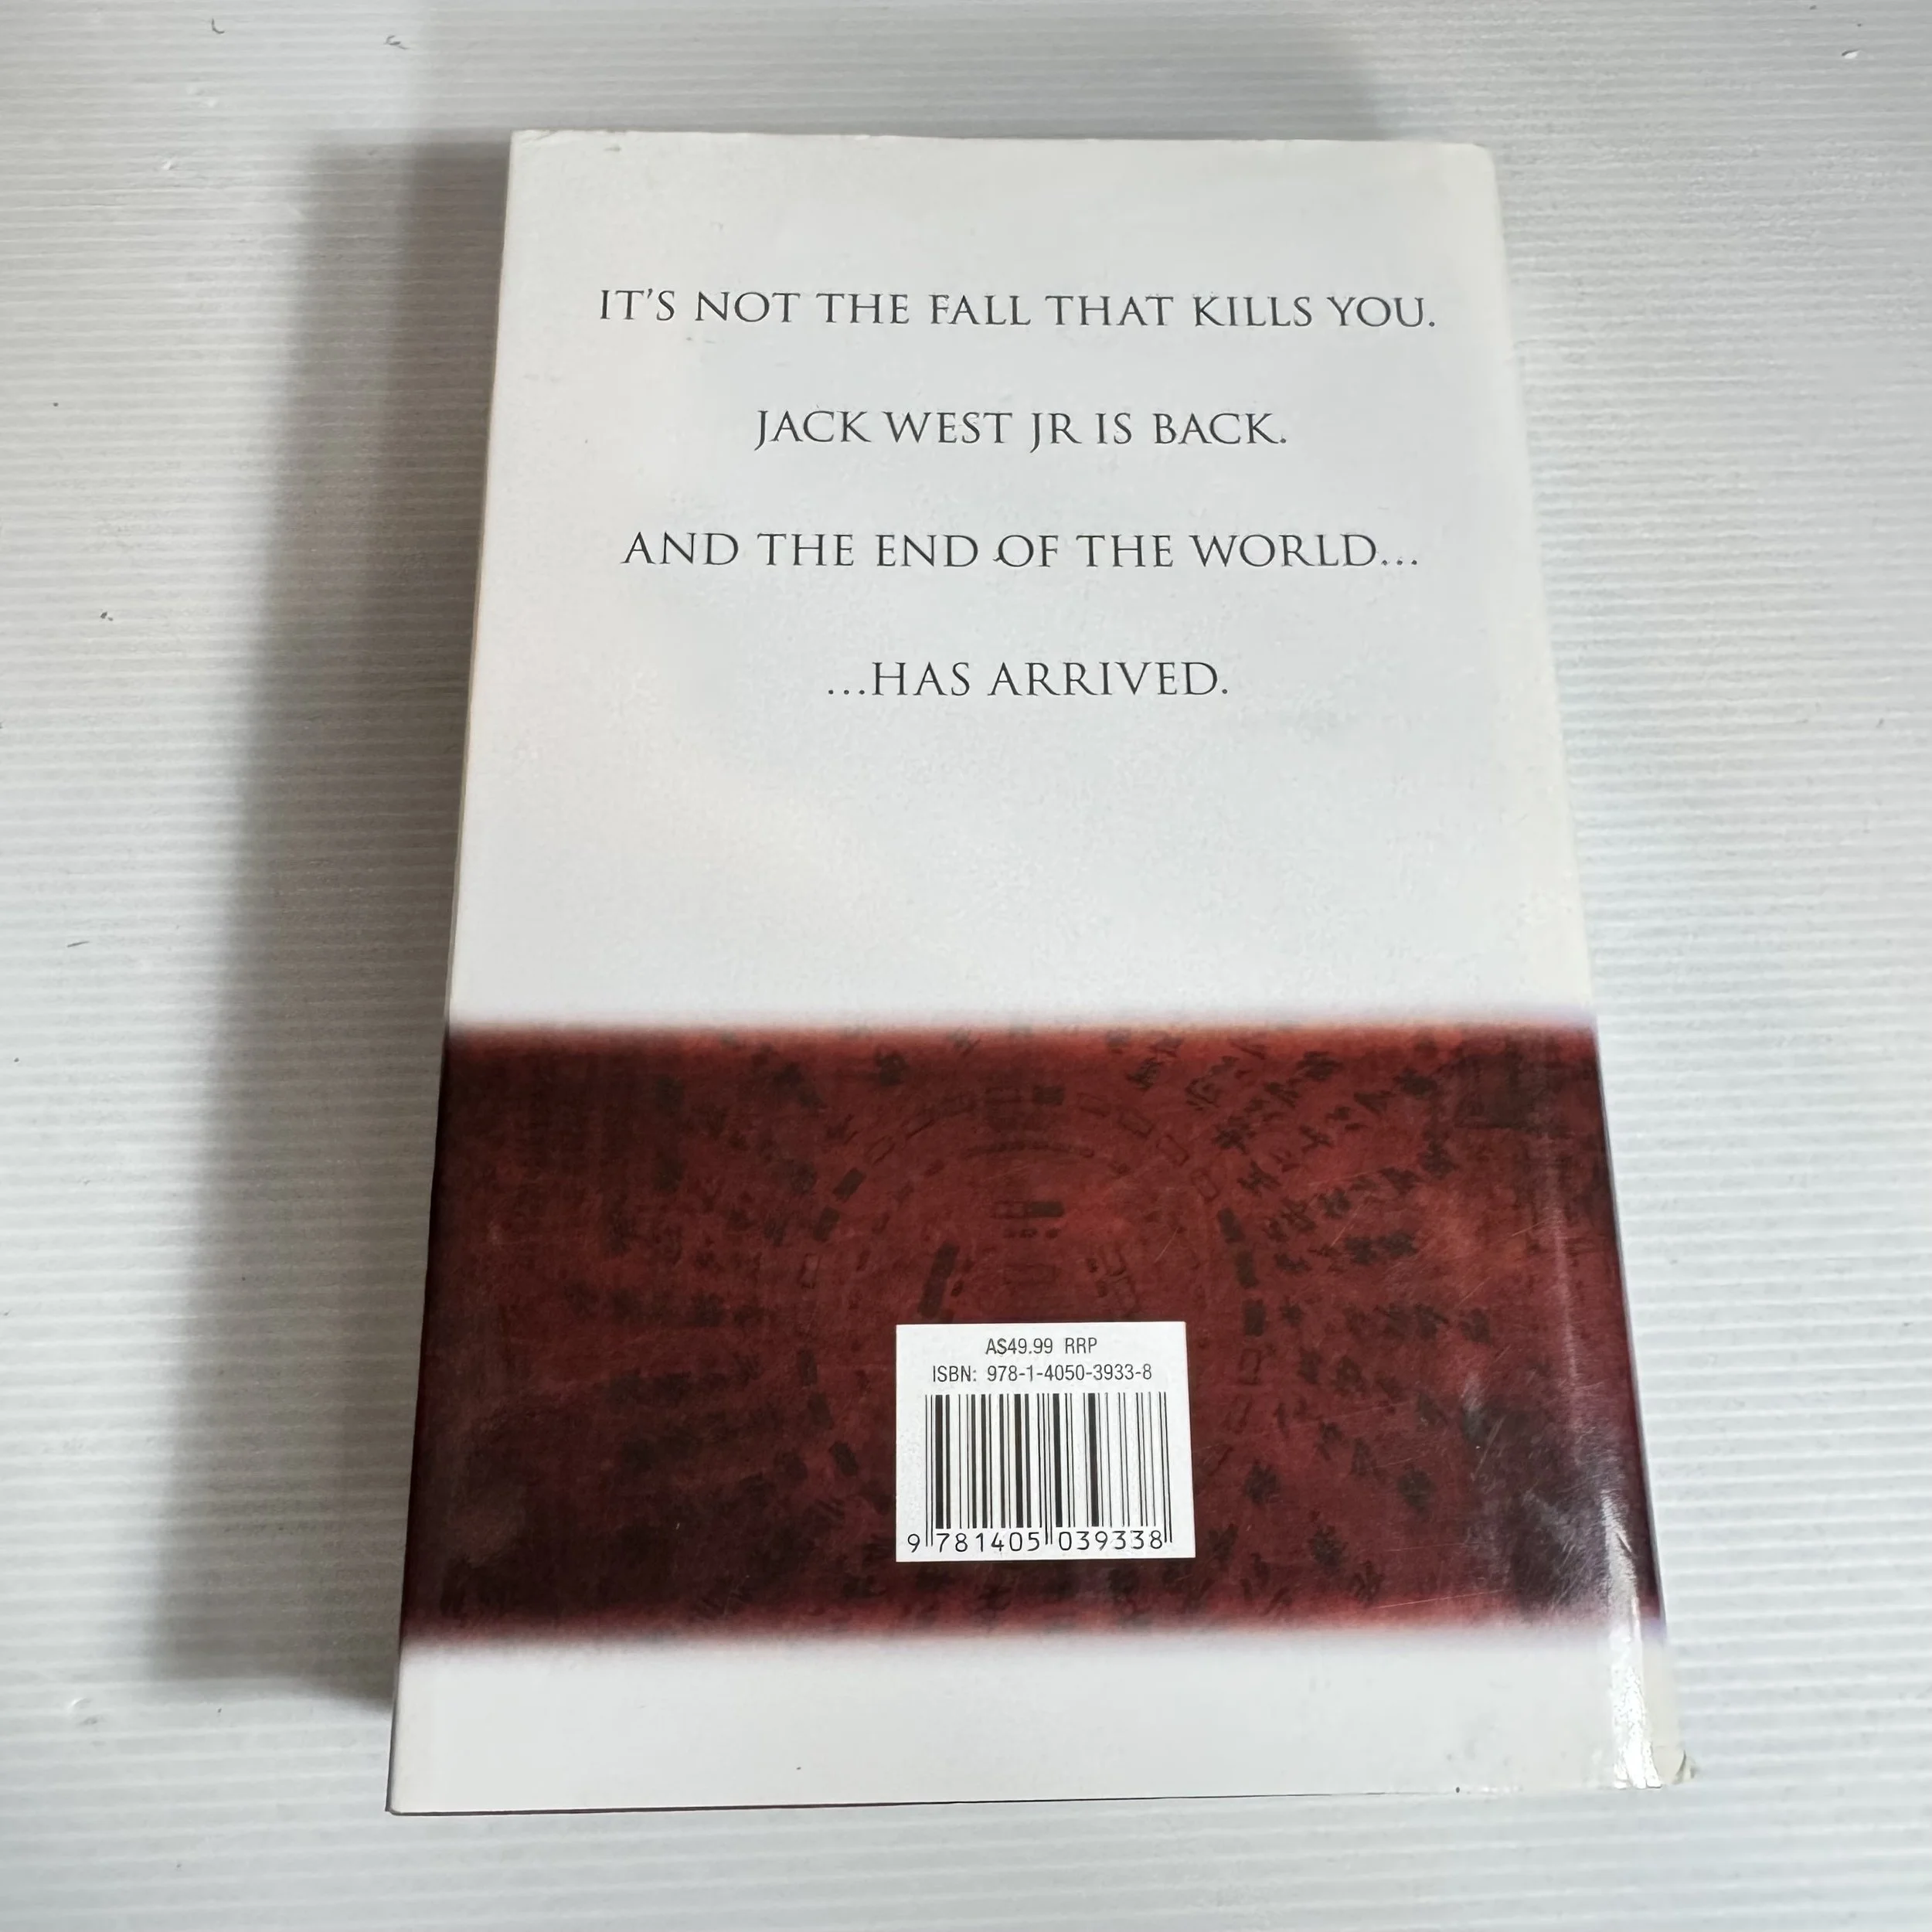 IT'S NOT THE FALL THAT KILLS YOU.
JACK WEST JR IS BACK.
AND THE END OF THE WORLD...
...HAS ARRIVED.
A$49.99 RRP
ISBN: 978-1-4050-3933-8
9 781405 039338